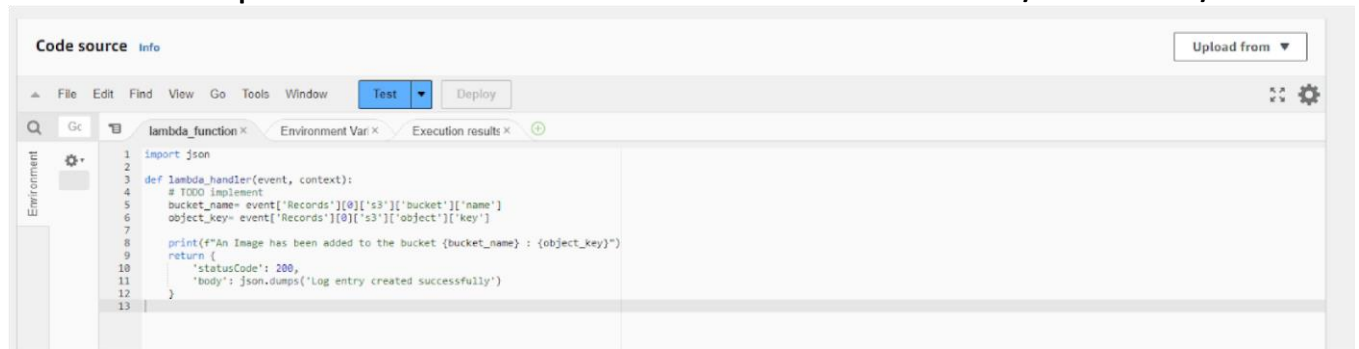 Code source Info
Upload from
File Edit Find View Go Tools Window Test Deploy
Go
lambda_function × Environment Vari × Execution results ×
Environment
1 import json
2
3 def lambda_handler(event, context):
4 # TODO implement
5 bucket_name= event['Records'][0]['s3']['bucket']['name']
6 object_key= event['Records'][0]['s3']['object']['key']
7
8 print(f"An Image has been added to the bucket {bucket_name} : {object_key}")
9 return {
10 'statusCode': 200,
11 'body': json.dumps('Log entry created successfully')
12 }
13